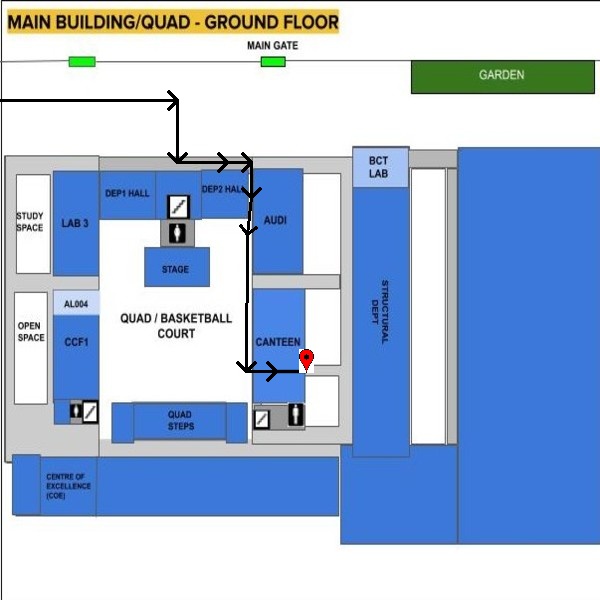 MAIN BUILDING/QUAD - GROUND FLOOR
MAIN GATE
GARDEN
BCT
LAB
DEP1 HALL
DEP2 HAL
STUDY
SPACE
LAB 3
AUDI
STAGE
STRUCTURAL
DEPT
AL004
QUAD / BASKETBALL
COURT
OPEN
SPACE
CCF1
CANTEEN
QUAD
STEPS
CENTRE OF
EXCELLENCE
(COE)